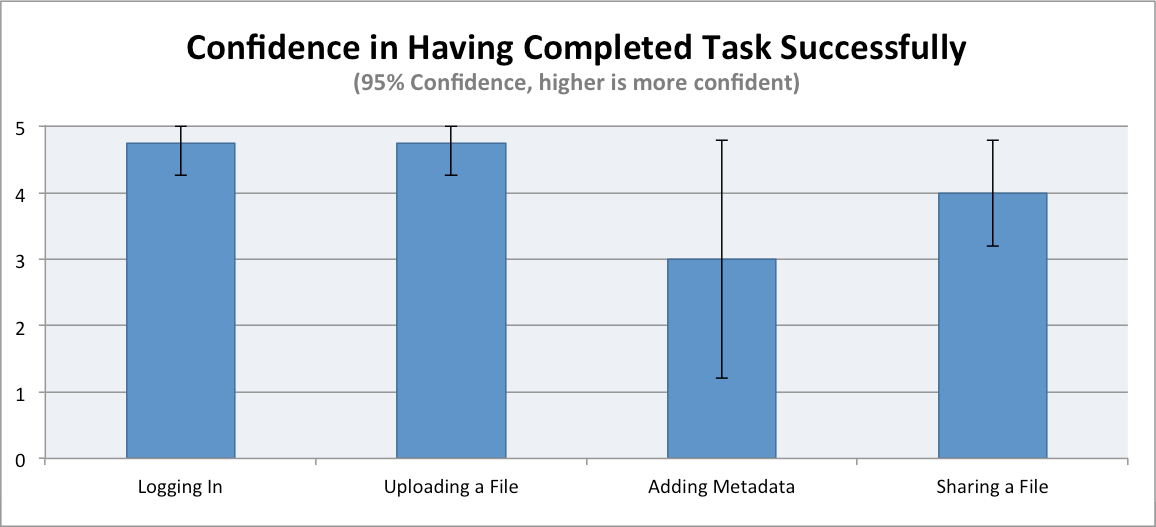 Confidence in Having Completed Task Successfully
(95% Confidence, higher is more confident)
5
4
3
2
1
0
Logging In
Uploading a File
Adding Metadata
Sharing a File